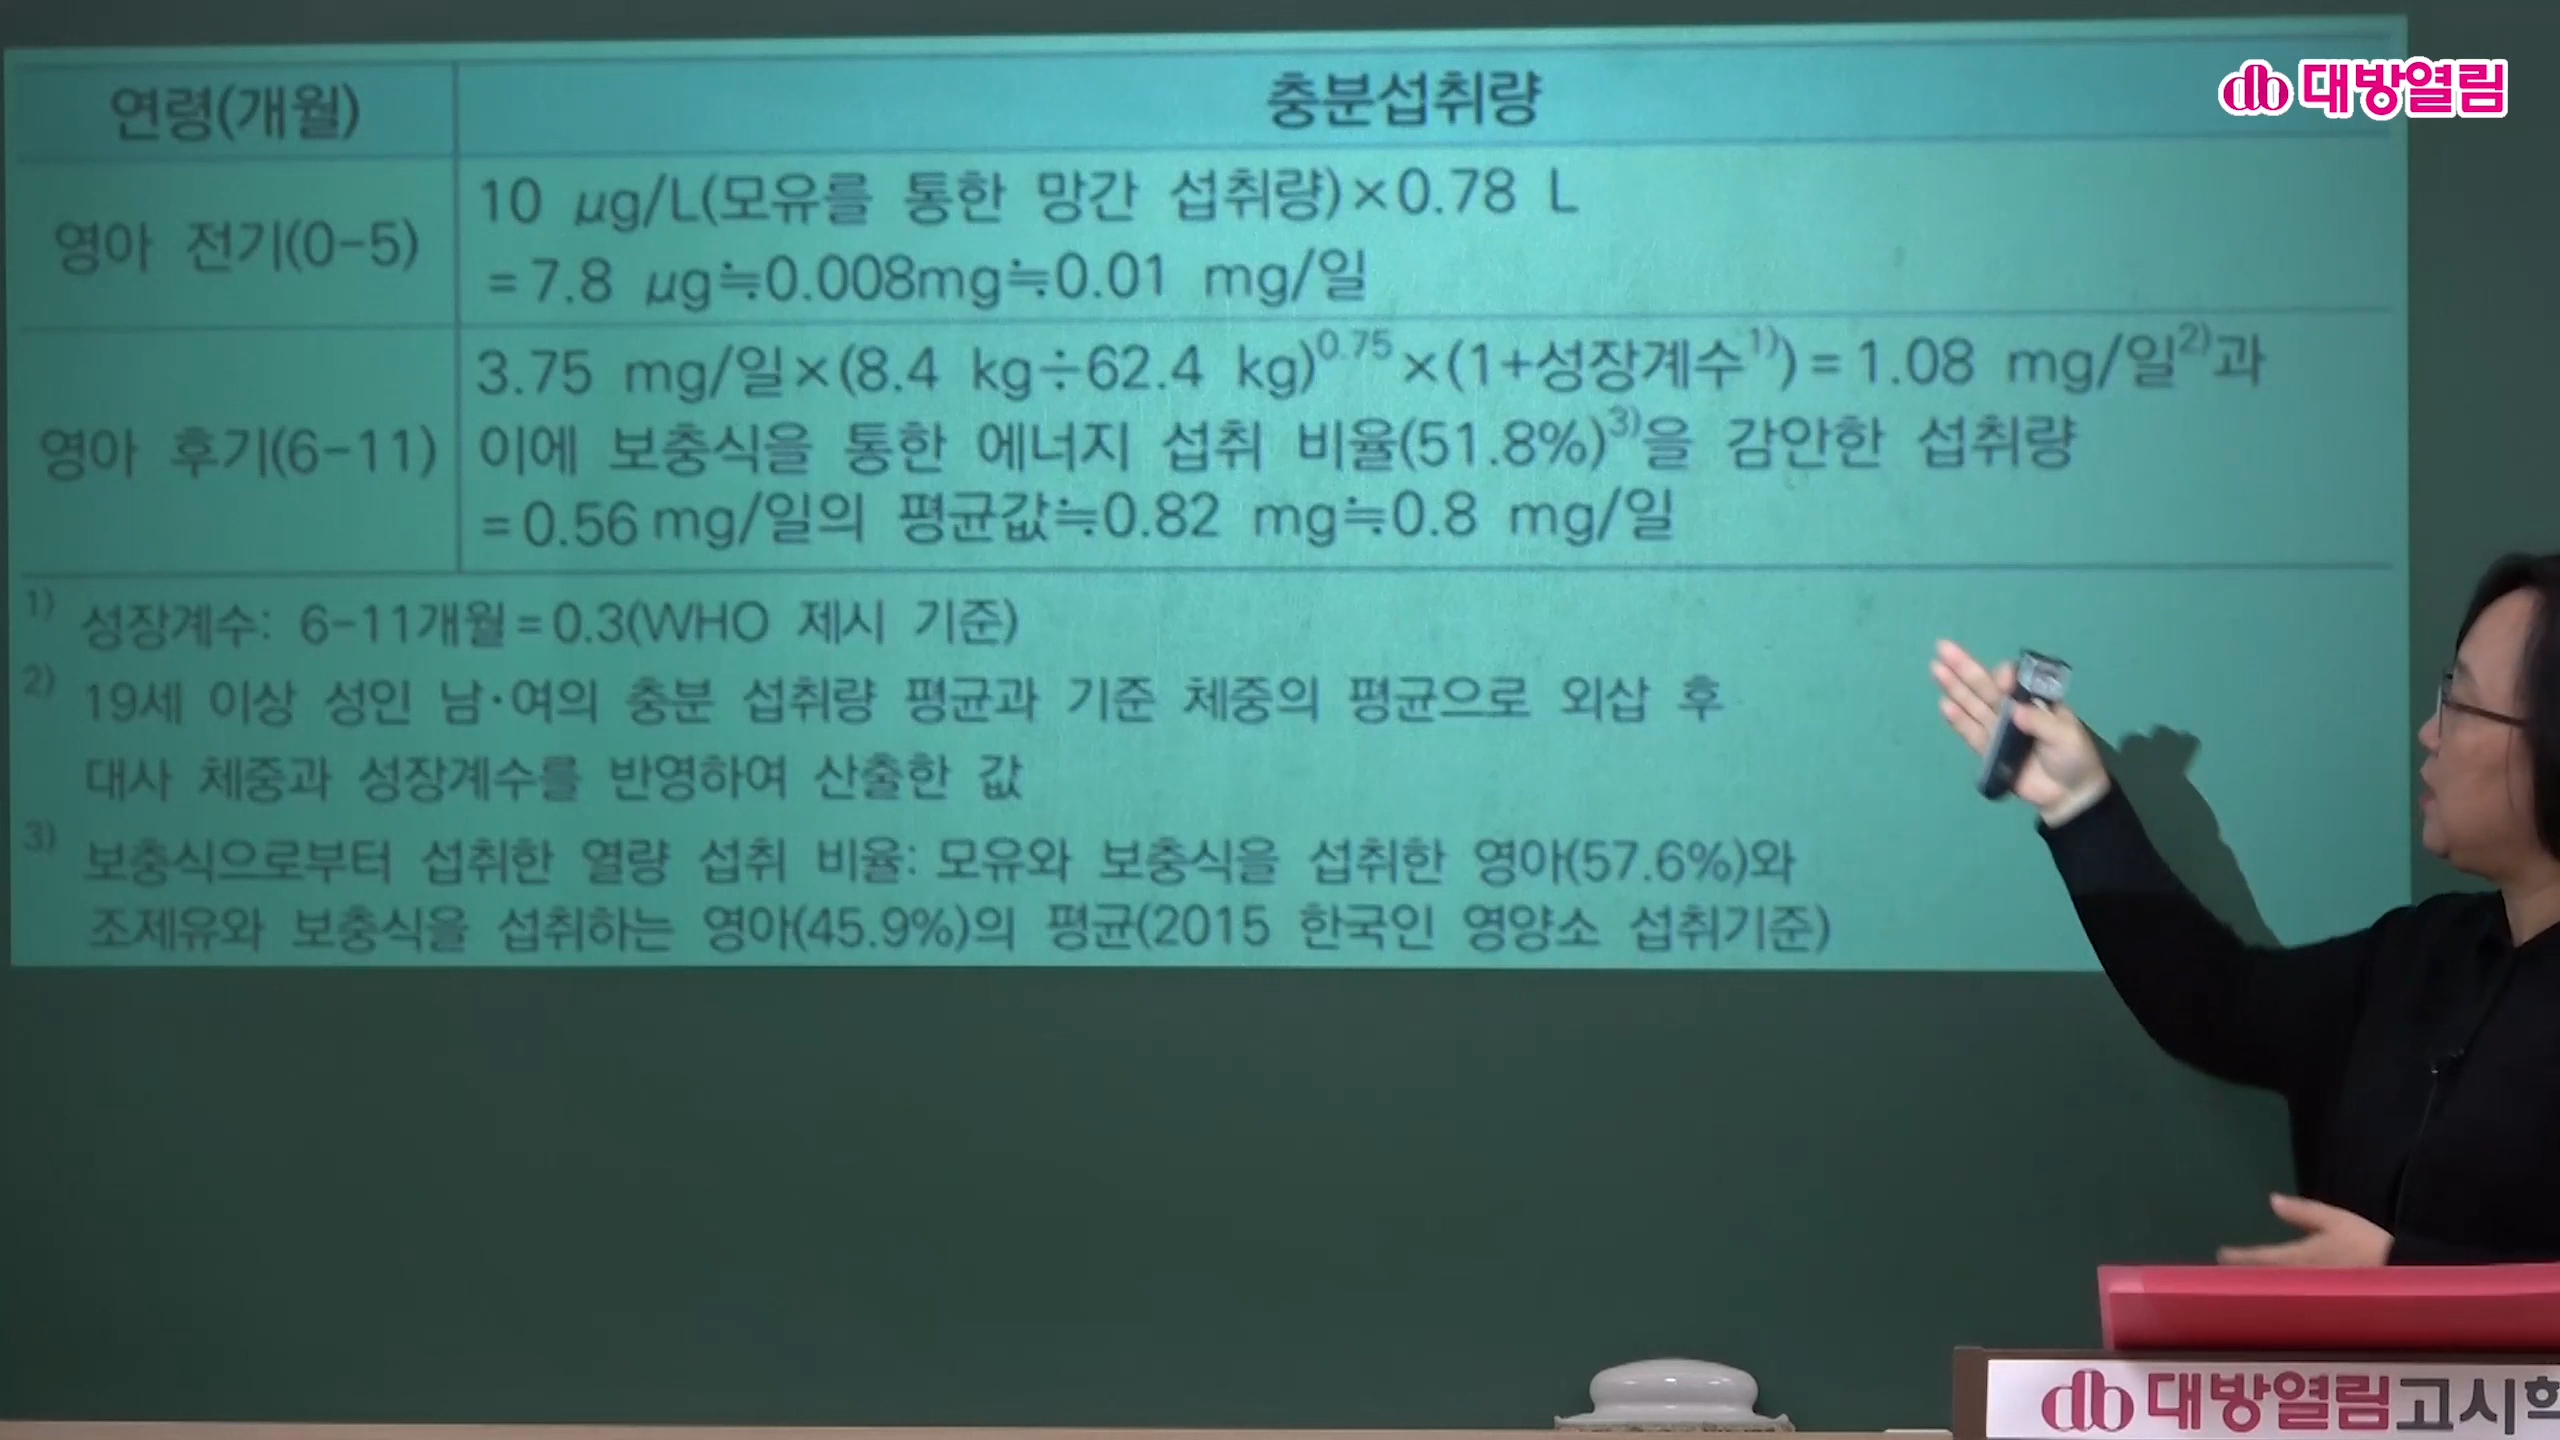 대방열림
연령(개월) 충분섭취량
영아 전기(0-5) 10 μg/L(모유를 통한 망간 섭취량)×0.78 L
=7.8 μg≒0.008mg≒0.01 mg/일
영아 후기(6-11) 3.75 mg/일×(8.4 kg÷62.4 kg)^0.75×(1+성장계수1))=1.08 mg/일2)과
이에 보충식을 통한 에너지 섭취 비율(51.8%)3)을 감안한 섭취량
=0.56mg/일의 평균값≒0.82 mg≒0.8 mg/일
1) 성장계수: 6-11개월=0.3(WHO 제시 기준)
2) 19세 이상 성인 남·여의 충분 섭취량 평균과 기준 체중의 평균으로 외삽 후
대사 체중과 성장계수를 반영하여 산출한 값
3) 보충식으로부터 섭취한 열량 섭취 비율: 모유와 보충식을 섭취한 영아(57.6%)와
조제유와 보충식을 섭취하는 영아(45.9%)의 평균(2015 한국인 영양소 섭취기준)
대방열림고시